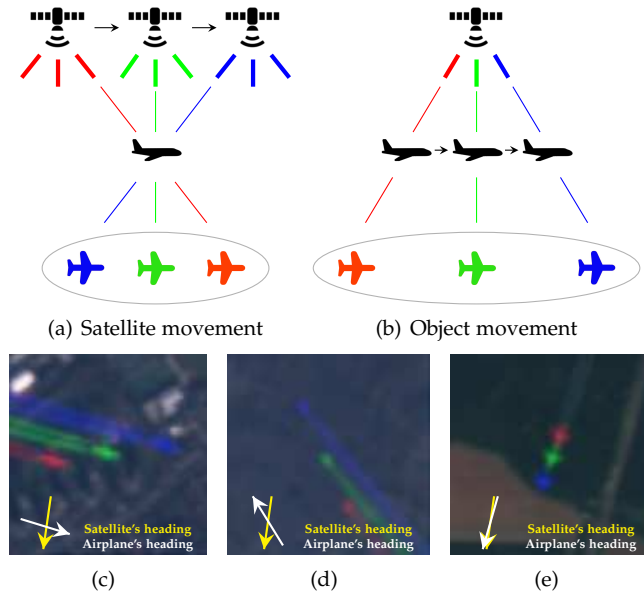 (a) Satellite movement
(b) Object movement
Satellite's heading
Airplane's heading
Satellite's heading
Airplane's heading
Satellite's heading
Airplane's heading
(c)
(d)
(e)